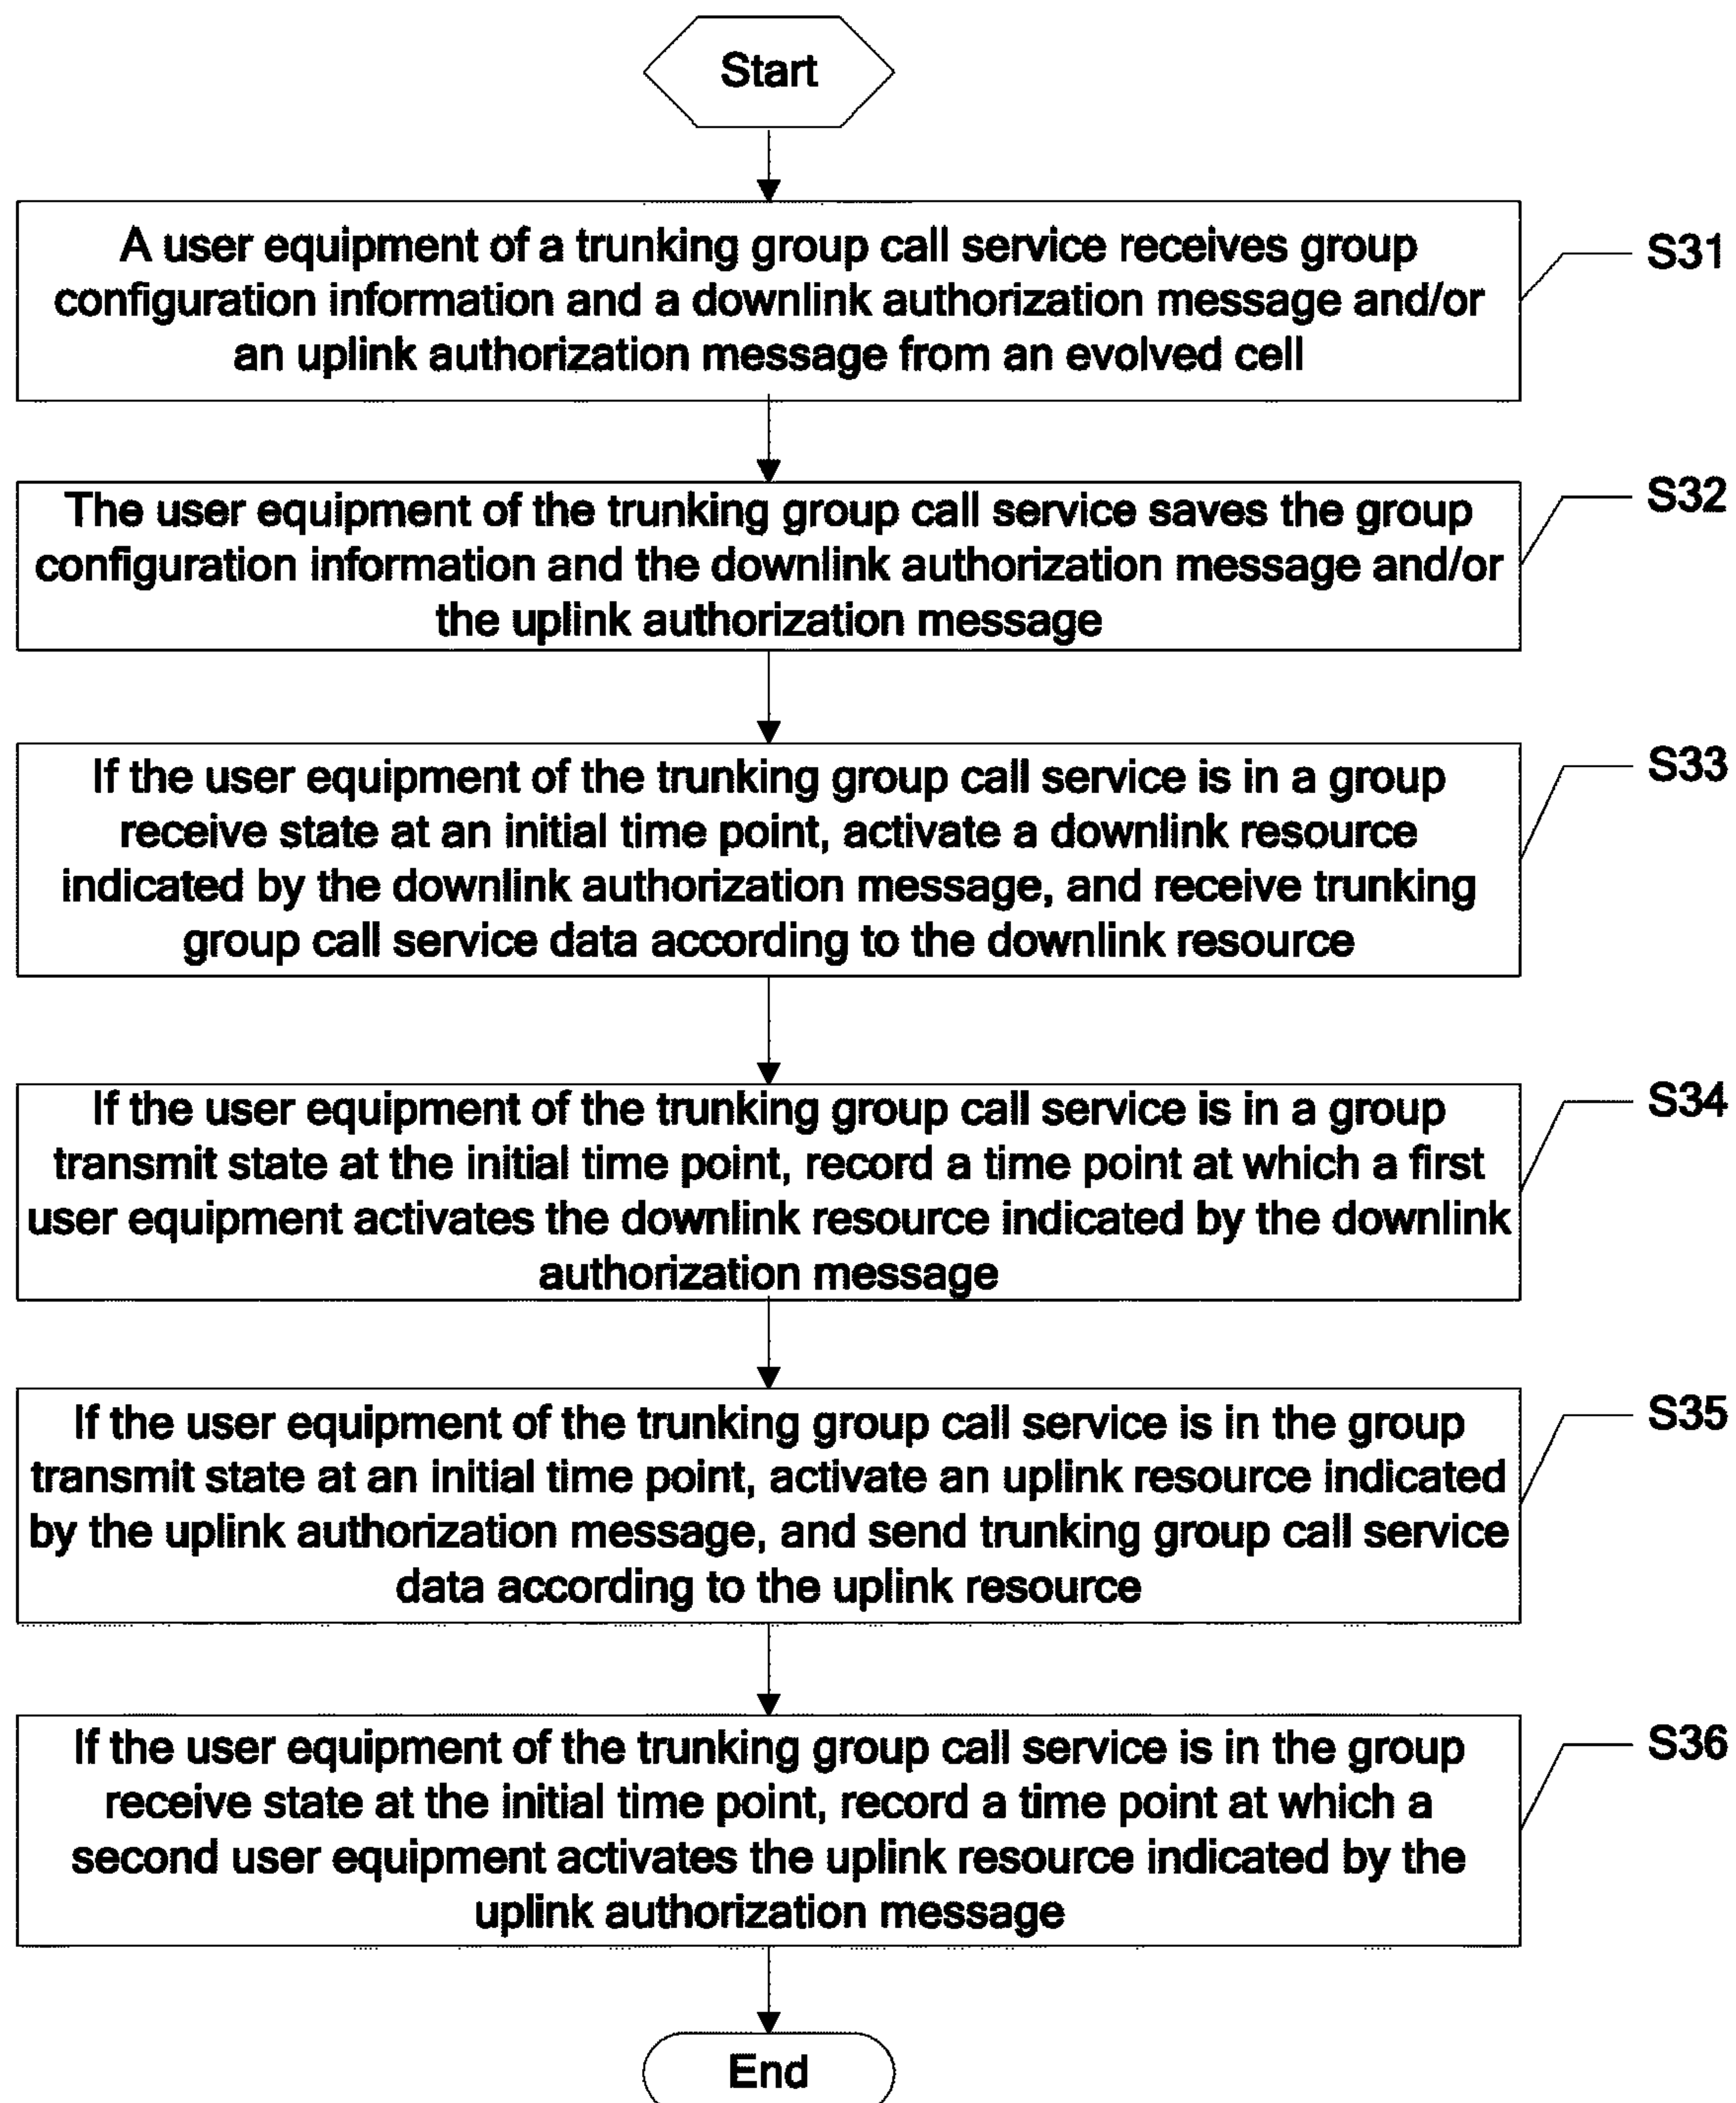 Start
A user equipment of a trunking group call service receives group
configuration information and a downlink authorization message and/or
an uplink authorization message from an evolved cell
S31
The user equipment of the trunking group call service saves the group
configuration information and the downlink authorization message and/or
the uplink authorization message
S32
If the user equipment of the trunking group call service is in a group
receive state at an initial time point, activate a downlink resource
indicated by the downlink authorization message, and receive trunking
group call service data according to the downlink resource
S33
If the user equipment of the trunking group call service is in a group
transmit state at the initial time point, record a time point at which a first
user equipment activates the downlink resource indicated by the downlink
authorization message
S34
If the user equipment of the trunking group call service is in the group
transmit state at an initial time point, activate an uplink resource indicated
by the uplink authorization message, and send trunking group call service
data according to the uplink resource
S35
If the user equipment of the trunking group call service is in the group
receive state at the initial time point, record a time point at which a
second user equipment activates the uplink resource indicated by the
uplink authorization message
S36
End